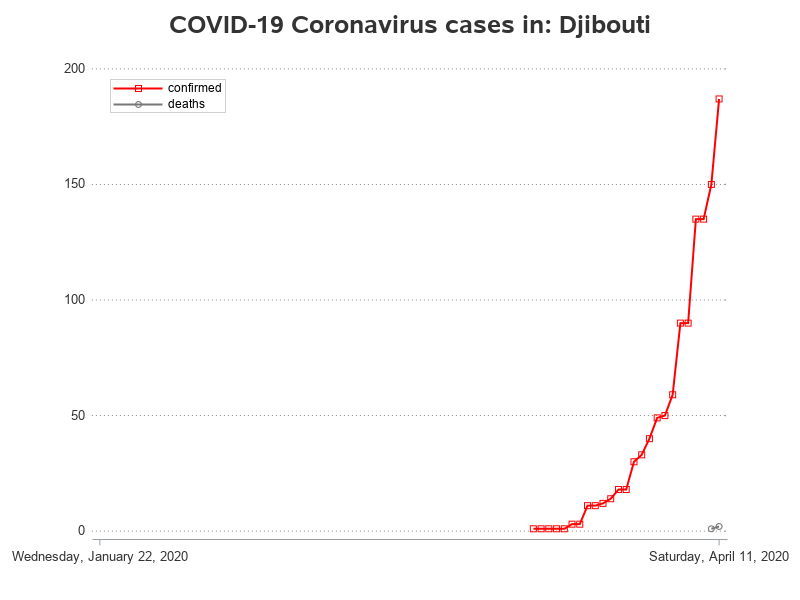 COVID-19 Coronavirus cases in: Djibouti
200
confirmed
deaths
150
100
50
0
Wednesday, January 22, 2020
Saturday, April 11, 2020